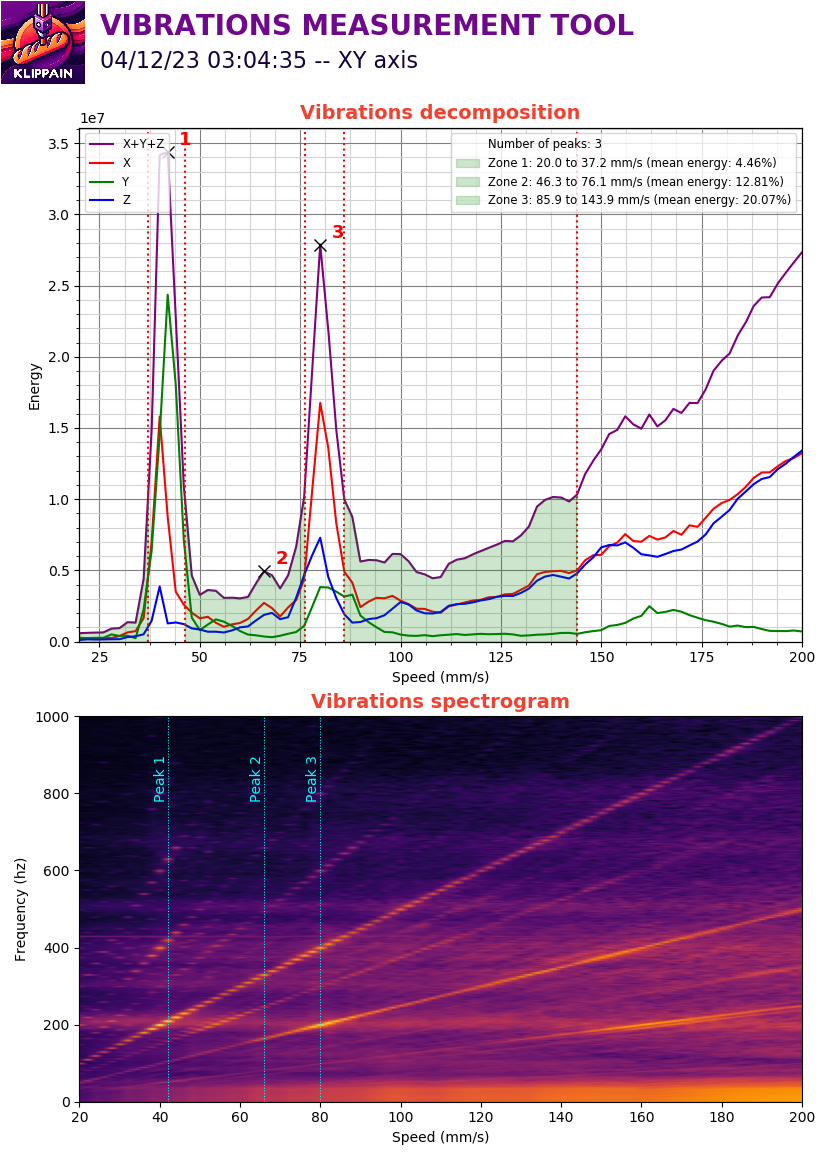 KLIPPAIN
VIBRATIONS MEASUREMENT TOOL
04/12/23 03:04:35 -- XY axis
Vibrations decomposition
1e7
X+Y+Z
X
Y
Z
Number of peaks: 3
Zone 1: 20.0 to 37.2 mm/s (mean energy: 4.46%)
Zone 2: 46.3 to 76.1 mm/s (mean energy: 12.81%)
Zone 3: 85.9 to 143.9 mm/s (mean energy: 20.07%)
1
2
3
Energy
3.5
3.0
2.5
2.0
1.5
1.0
0.5
0.0
25 50 75 100 125 150 175 200
Speed (mm/s)
Vibrations spectrogram
Peak 1
Peak 2
Peak 3
Frequency (hz)
1000
800
600
400
200
0
20 40 60 80 100 120 140 160 180 200
Speed (mm/s)